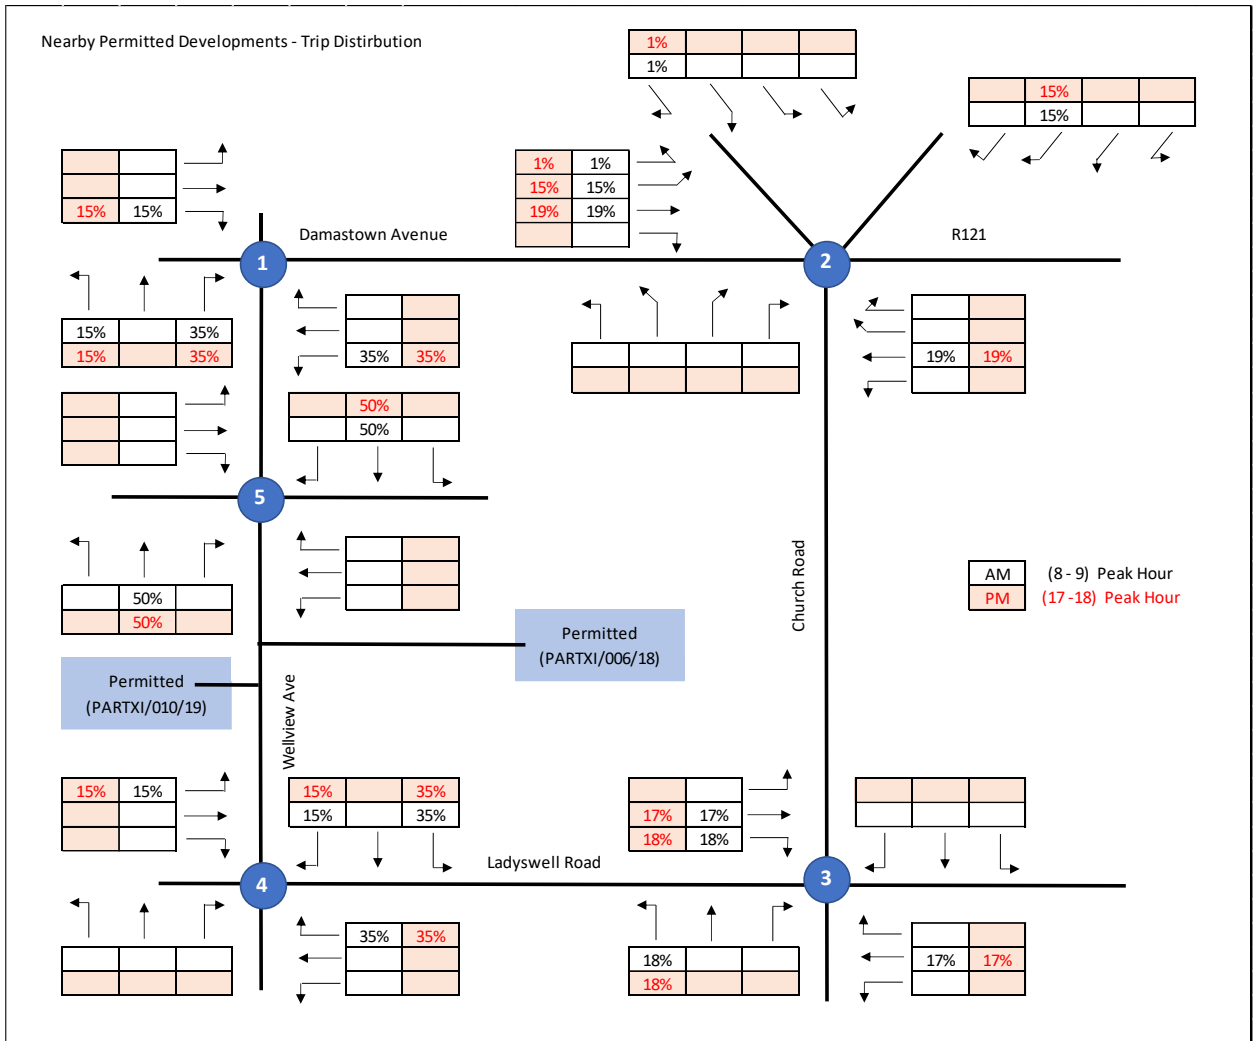 Nearby Permitted Developments - Trip Distirbution
1%
1%
15%
15%
1% 1%
15% 15%
19% 19%
15% 15%
Damastown Avenue
R121
1
2
15% 35%
15% 35%
35% 35%
19% 19%
50%
50%
5
50%
50%
Church Road
AM (8 - 9) Peak Hour
PM (17 -18) Peak Hour
Permitted
(PARTXI/006/18)
Permitted
(PARTXI/010/19)
Wellview Ave
15% 15%
15% 35%
15% 35%
17% 17%
18% 18%
Ladyswell Road
4
3
35% 35%
18%
18%
17% 17%